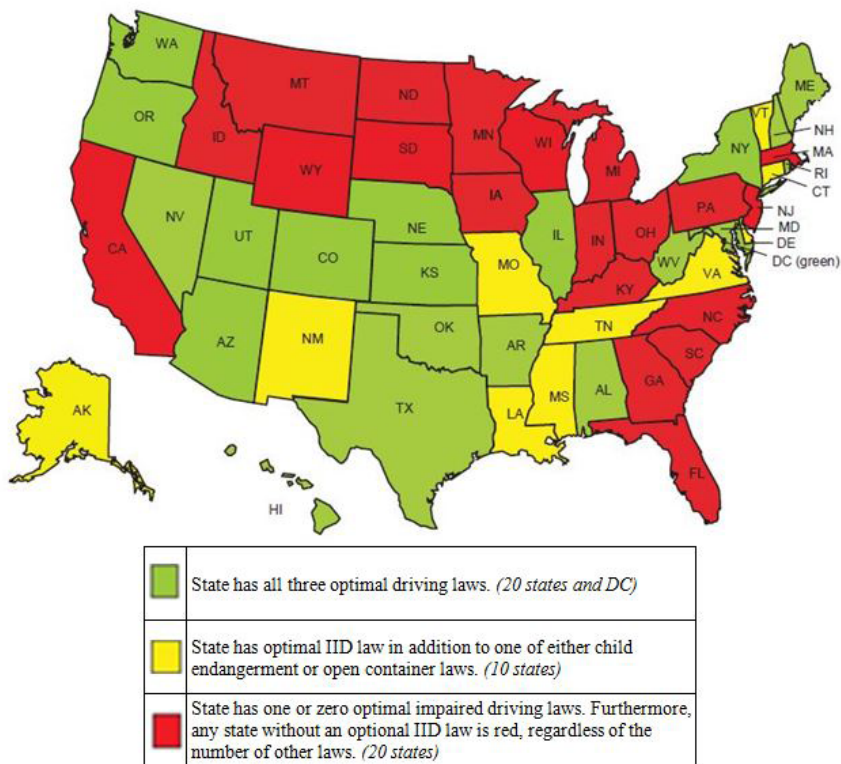 WA
ME
MT
ND
VT
OR
MN
NH
ID
SD
WI
NY
MA
WY
MI
RI
CT
IA
PA
NJ
NE
NV
OH
MD
IL
IN
UT
DE
CA
CO
WV
DC (green)
KS
MO
VA
KY
NC
TN
OK
AZ
NM
AR
SC
MS
AL
GA
TX
LA
AK
FL
HI
State has all three optimal driving laws. (20 states and DC)
State has optimal IID law in addition to one of either child
endangerment or open container laws. (10 states)
State has one or zero optimal impaired driving laws. Furthermore,
any state without an optional IID law is red, regardless of the
number of other laws. (20 states)